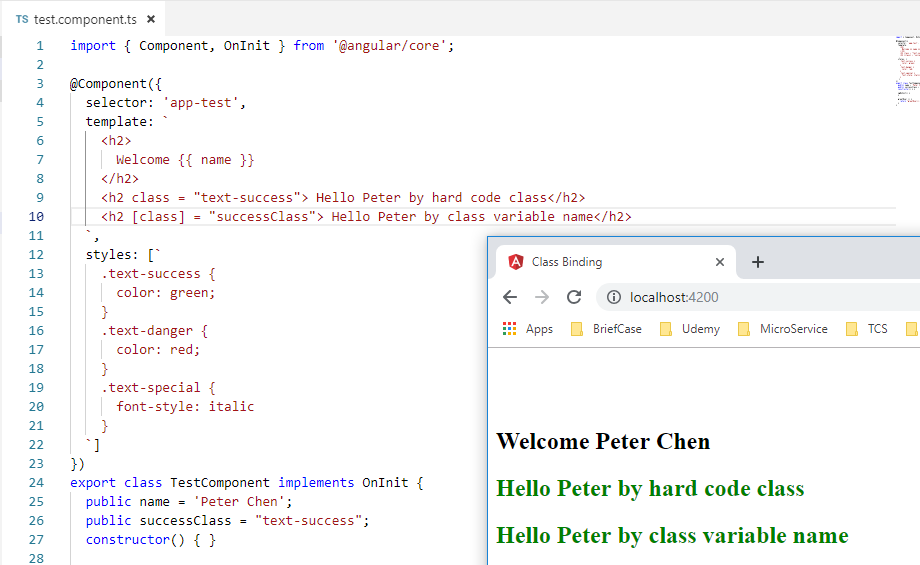 TS test.component.ts ×
1 import { Component, OnInit } from '@angular/core';
2
3 @Component({
4 selector: 'app-test',
5 template: `
6 <h2>
7 Welcome {{ name }}
8 </h2>
9 <h2 class = "text-success"> Hello Peter by hard code class</h2>
10 <h2 [class] = "successClass"> Hello Peter by class variable name</h2>
11 `,
12 styles: [`
13 .text-success {
14 color: green;
15 }
16 .text-danger {
17 color: red;
18 }
19 .text-special {
20 font-style: italic
21 }
22 `]
23 })
24 export class TestComponent implements OnInit {
25 public name = 'Peter Chen';
26 public successClass = "text-success";
27 constructor() { }
28
Class Binding × +
localhost:4200
Apps BriefCase Udemy MicroService TCS
Welcome Peter Chen
Hello Peter by hard code class
Hello Peter by class variable name